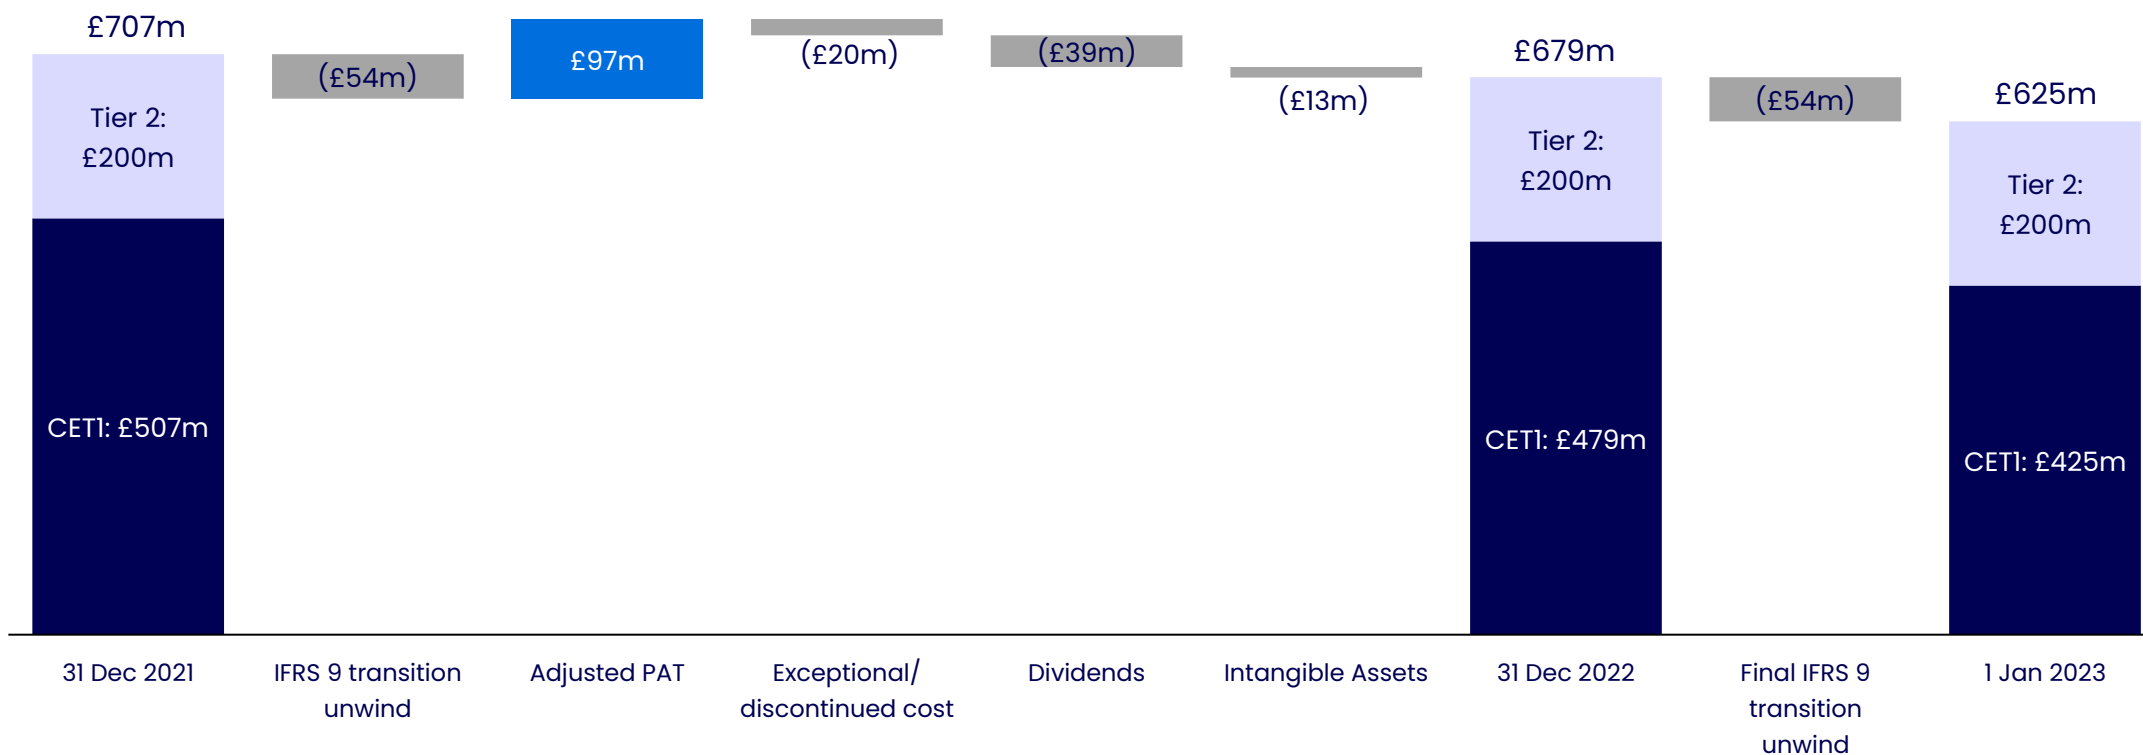 £707m
Tier 2:
£200m
CET1: £507m
(£54m)
£97m
(£20m)
(£39m)
(£13m)
£679m
Tier 2:
£200m
CET1: £479m
(£54m)
£625m
Tier 2:
£200m
CET1: £425m
31 Dec 2021
IFRS 9 transition
unwind
Adjusted PAT
Exceptional/
discontinued cost
Dividends
Intangible Assets
31 Dec 2022
Final IFRS 9
transition
unwind
1 Jan 2023